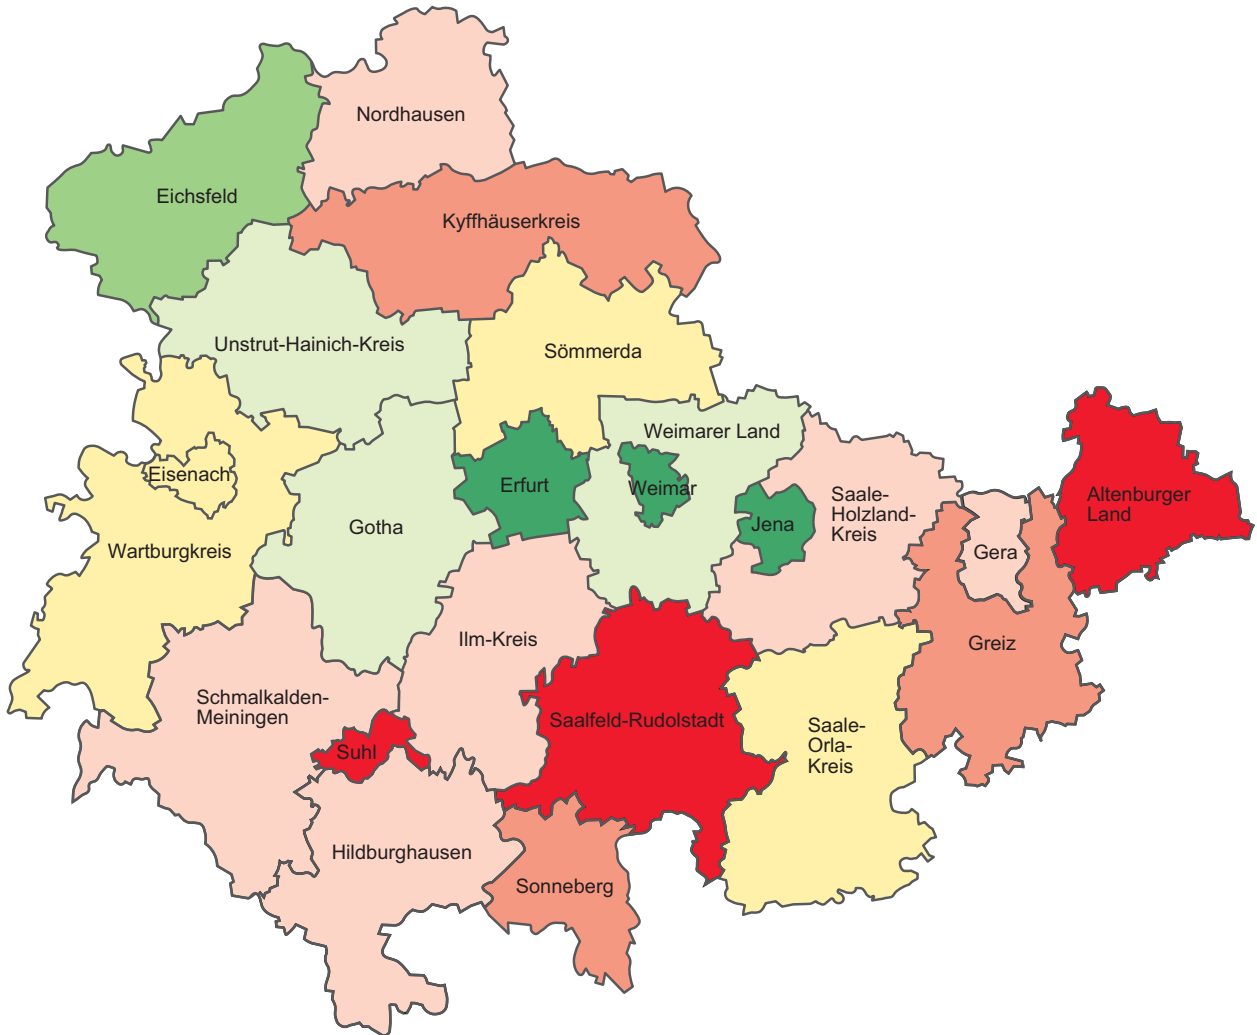 Nordhausen
Eichsfeld
Kyffhäuserkreis
Unstrut-Hainich-Kreis
Sömmerda
Weimarer Land
Eisenach
Erfurt
Weimar
Saale-
Holzland-
Kreis
Altenburger
Land
Gotha
Jena
Wartburgkreis
Gera
Ilm-Kreis
Greiz
Schmalkalden-
Meiningen
Saalfeld-Rudolstadt
Saale-
Orla-
Kreis
Suhl
Hildburghausen
Sonneberg